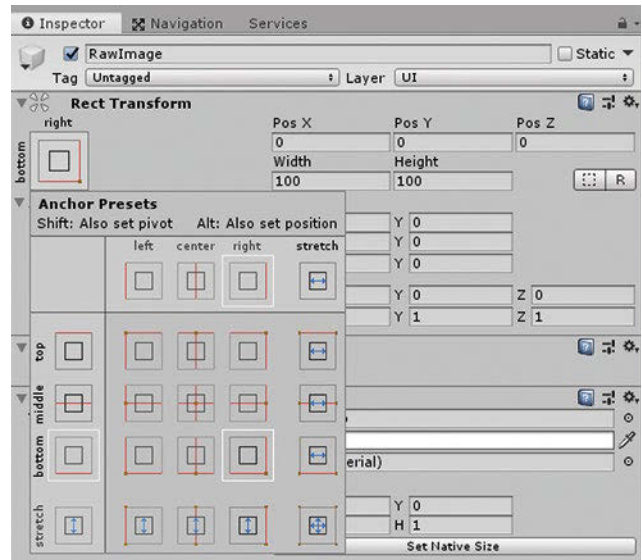 Inspector Navigation Services
RawImage Static
Tag Untagged Layer UI
Rect Transform
right Pos X Pos Y Pos Z
bottom 0 0 0
Width Height
100 100 R
Anchor Presets
Shift: Also set pivot Alt: Also set position
Y 0
Y 0
Y 0
left center right stretch
Y 0 Z 0
Y 1 Z 1
top
middle
bottom
erial)
stretch
Y 0
H 1
Set Native Size